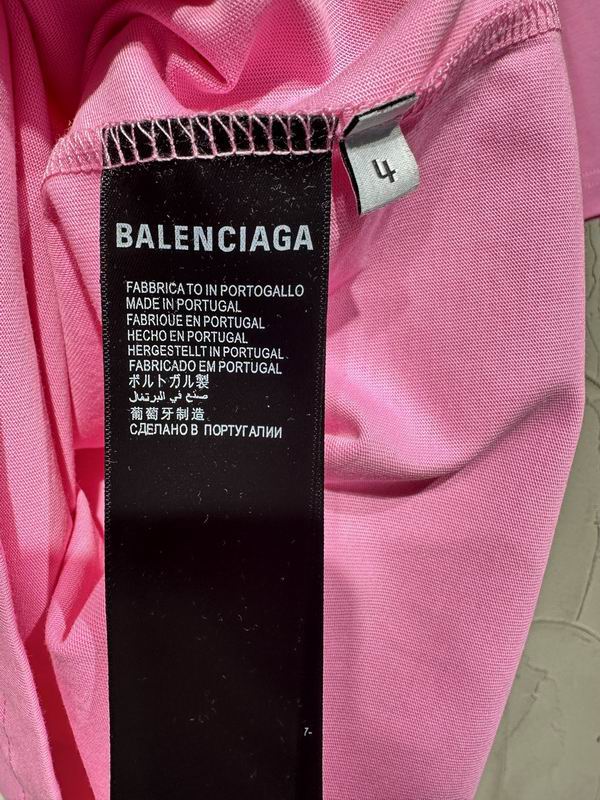 4
BALENCIAGA
FABBRICATO IN PORTOGALLO
MADE IN PORTUGAL
FABRIQUE EN PORTUGAL
HECHO EN PORTUGAL
HERGESTELLT IN PORTUGAL
FABRICADO EM PORTUGAL
ポルトガル製
صنع في البرتغال
葡萄牙制造
СДЕЛАНО В ПОРТУГАЛИИ